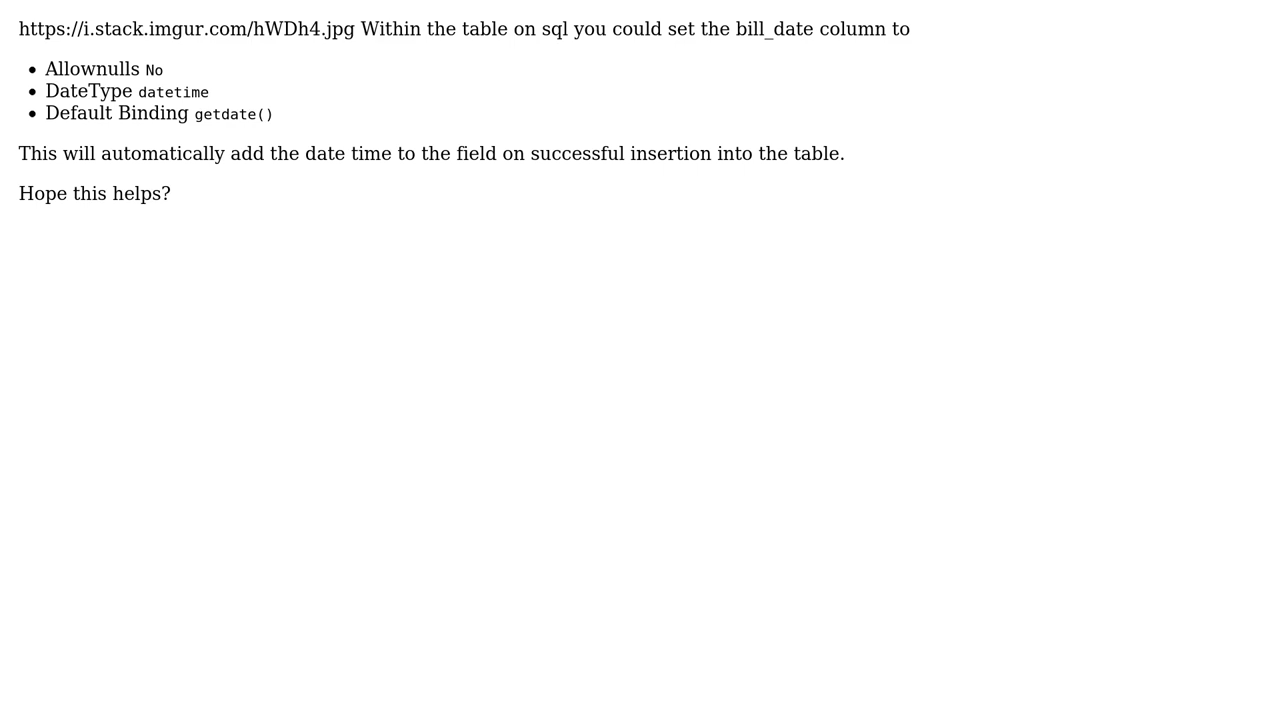 https://i.stack.imgur.com/hWDh4.jpg Within the table on sql you could set the bill_date column to
• Allownulls No
• DateType datetime
• Default Binding getdate()
This will automatically add the date time to the field on successful insertion into the table.
Hope this helps?